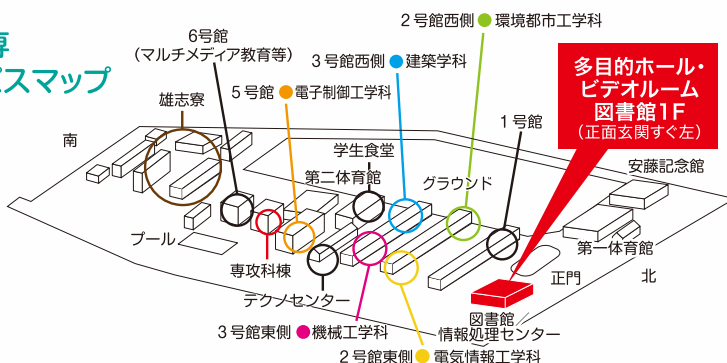 専
パスマップ
6号館
(マルチメディア教育等)
2号館西側●環境都市工学科
3号館西側●建築学科
雄志寮
5号館●電子制御工学科
多目的ホール・
ビデオルーム
図書館1F
(正面玄関すぐ左)
1号館
南
学生食堂
第二体育館
グラウンド
安藤記念館
プール
専攻科棟
テクノセンター
第一体育館
正門
北
図書館/
情報処理センター
3号館東側●機械工学科
2号館東側●電気情報工学科